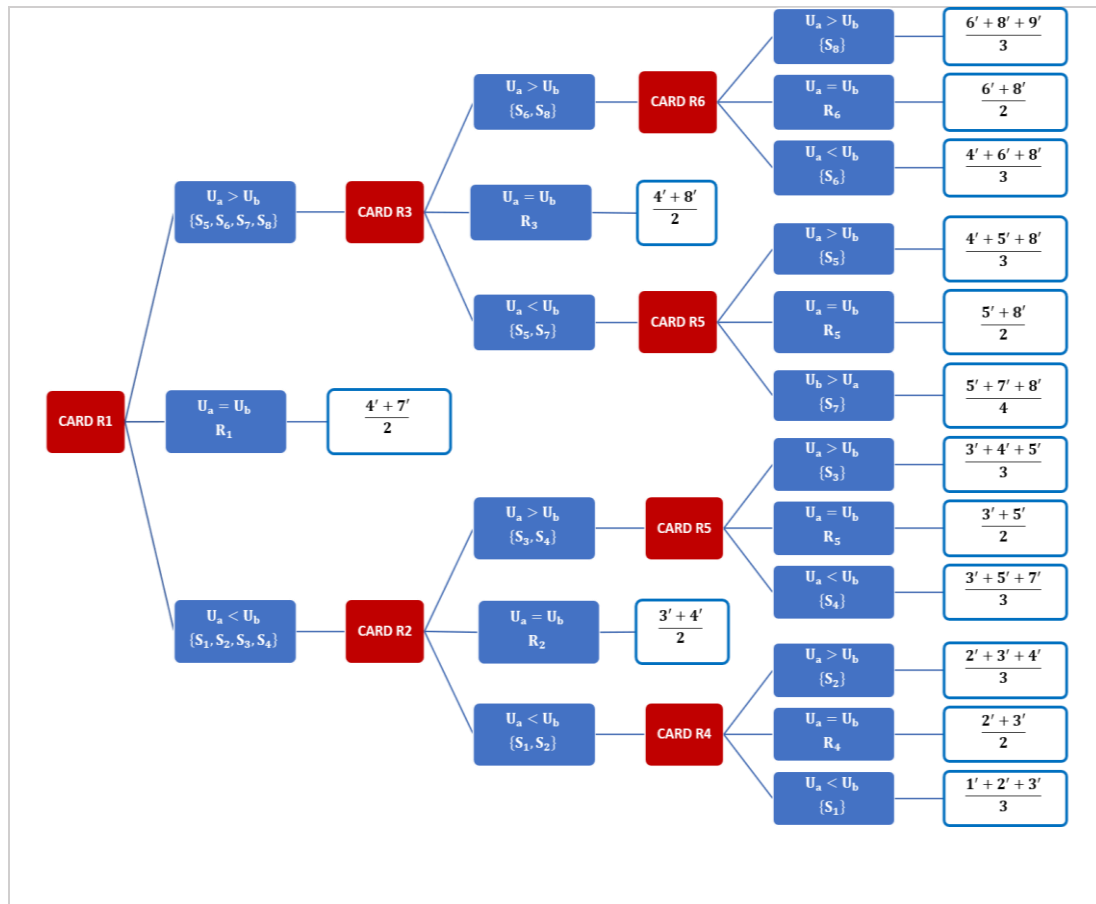 CARD R1
Uₐ > U_b
{S₅, S₆, S₇, S₈}
Uₐ = U_b
R₁
4′ + 7′
2
Uₐ < U_b
{S₁, S₂, S₃, S₄}
CARD R3
Uₐ > U_b
{S₆, S₈}
Uₐ = U_b
R₃
4′ + 8′
2
Uₐ < U_b
{S₅, S₇}
CARD R6
Uₐ > U_b
{S₈}
6′ + 8′ + 9′
3
Uₐ = U_b
R₆
6′ + 8′
2
Uₐ < U_b
{S₆}
4′ + 6′ + 8′
3
CARD R5
Uₐ > U_b
{S₅}
4′ + 5′ + 8′
3
Uₐ = U_b
R₅
5′ + 8′
2
U_b > Uₐ
{S₇}
5′ + 7′ + 8′
4
CARD R2
Uₐ > U_b
{S₃, S₄}
Uₐ = U_b
R₂
3′ + 4′
2
Uₐ < U_b
{S₁, S₂}
CARD R5
Uₐ > U_b
{S₃}
3′ + 4′ + 5′
3
Uₐ = U_b
R₅
3′ + 5′
2
Uₐ < U_b
{S₄}
3′ + 5′ + 7′
3
CARD R4
Uₐ > U_b
{S₂}
2′ + 3′ + 4′
3
Uₐ = U_b
R₄
2′ + 3′
2
Uₐ < U_b
{S₁}
1′ + 2′ + 3′
3